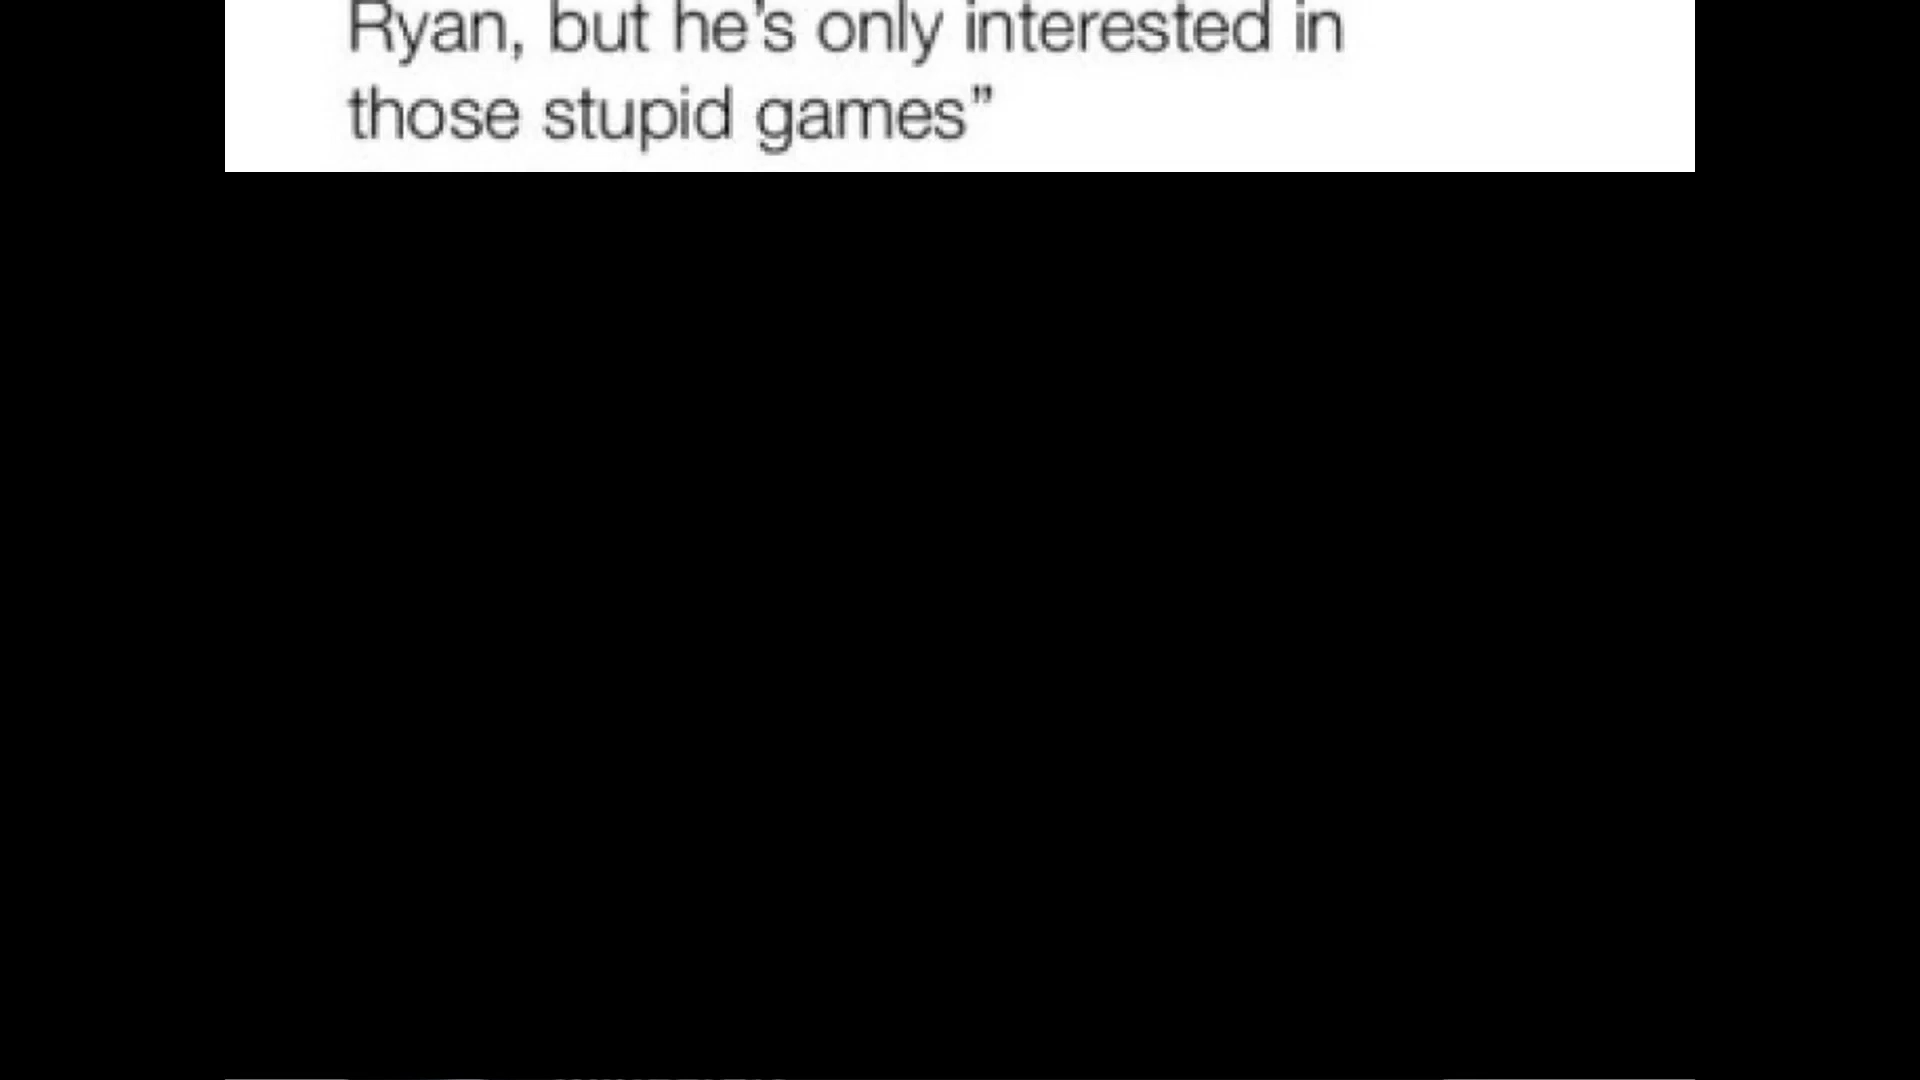 Ryan, but he's only interested in
those stupid games”